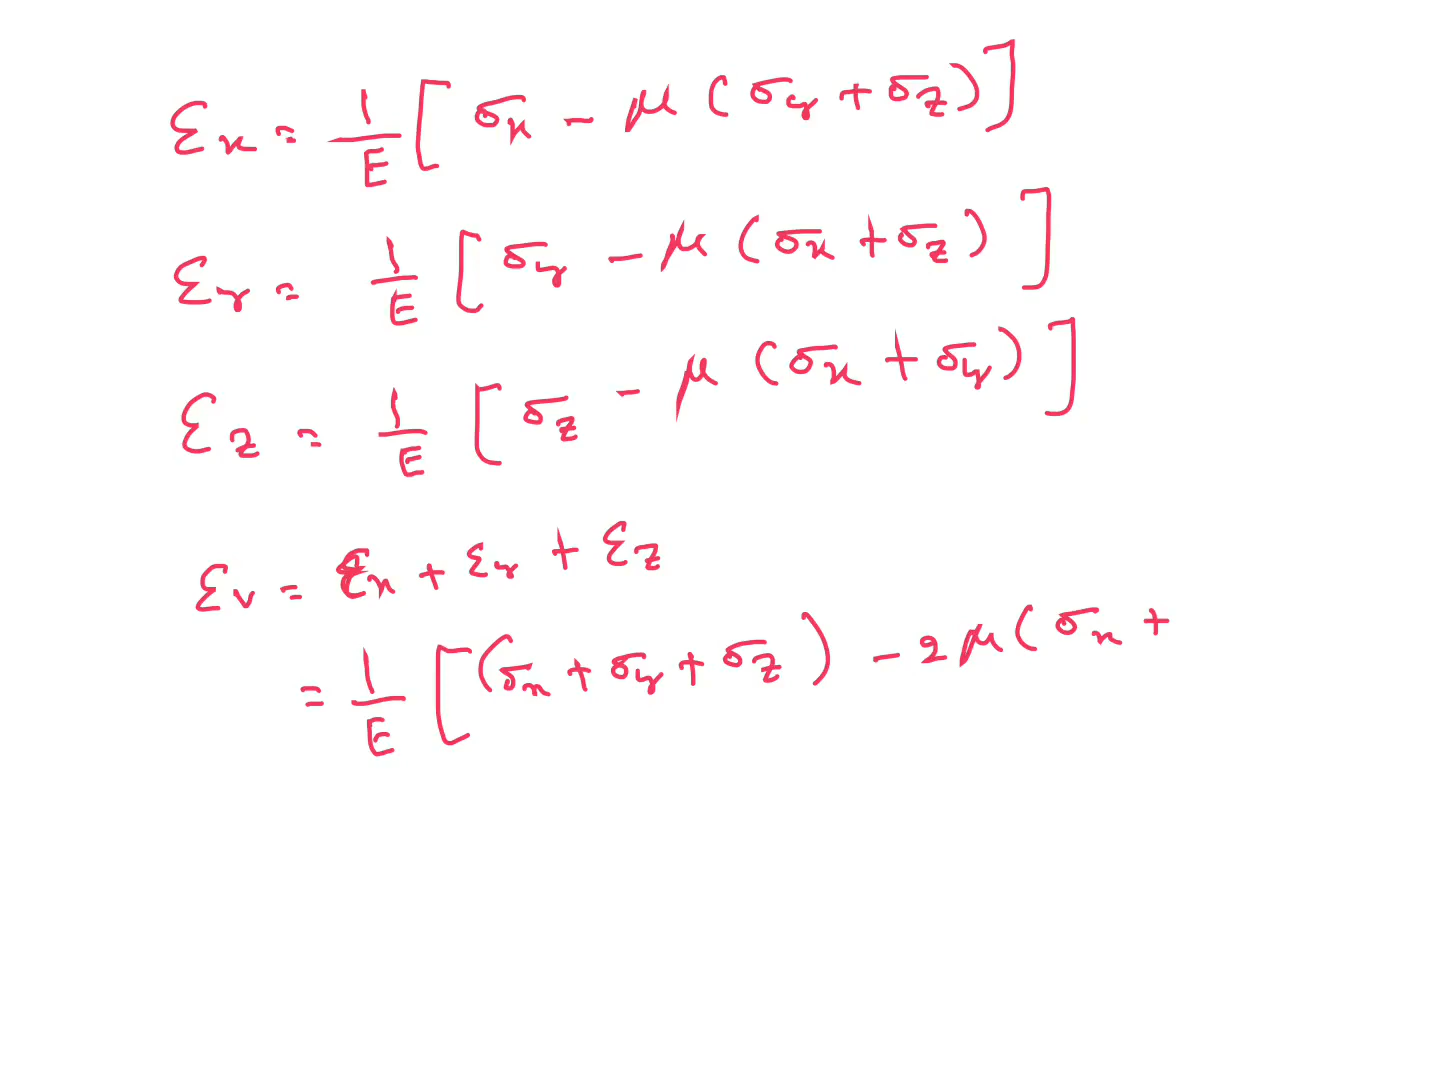 εx = 1/E [σx - μ(σy + σz)]
εy = 1/E [σy - μ(σx + σz)]
εz = 1/E [σz - μ(σx + σy)]
εv = εx + εy + εz
= 1/E [(σx + σy + σz) - 2μ(σx +